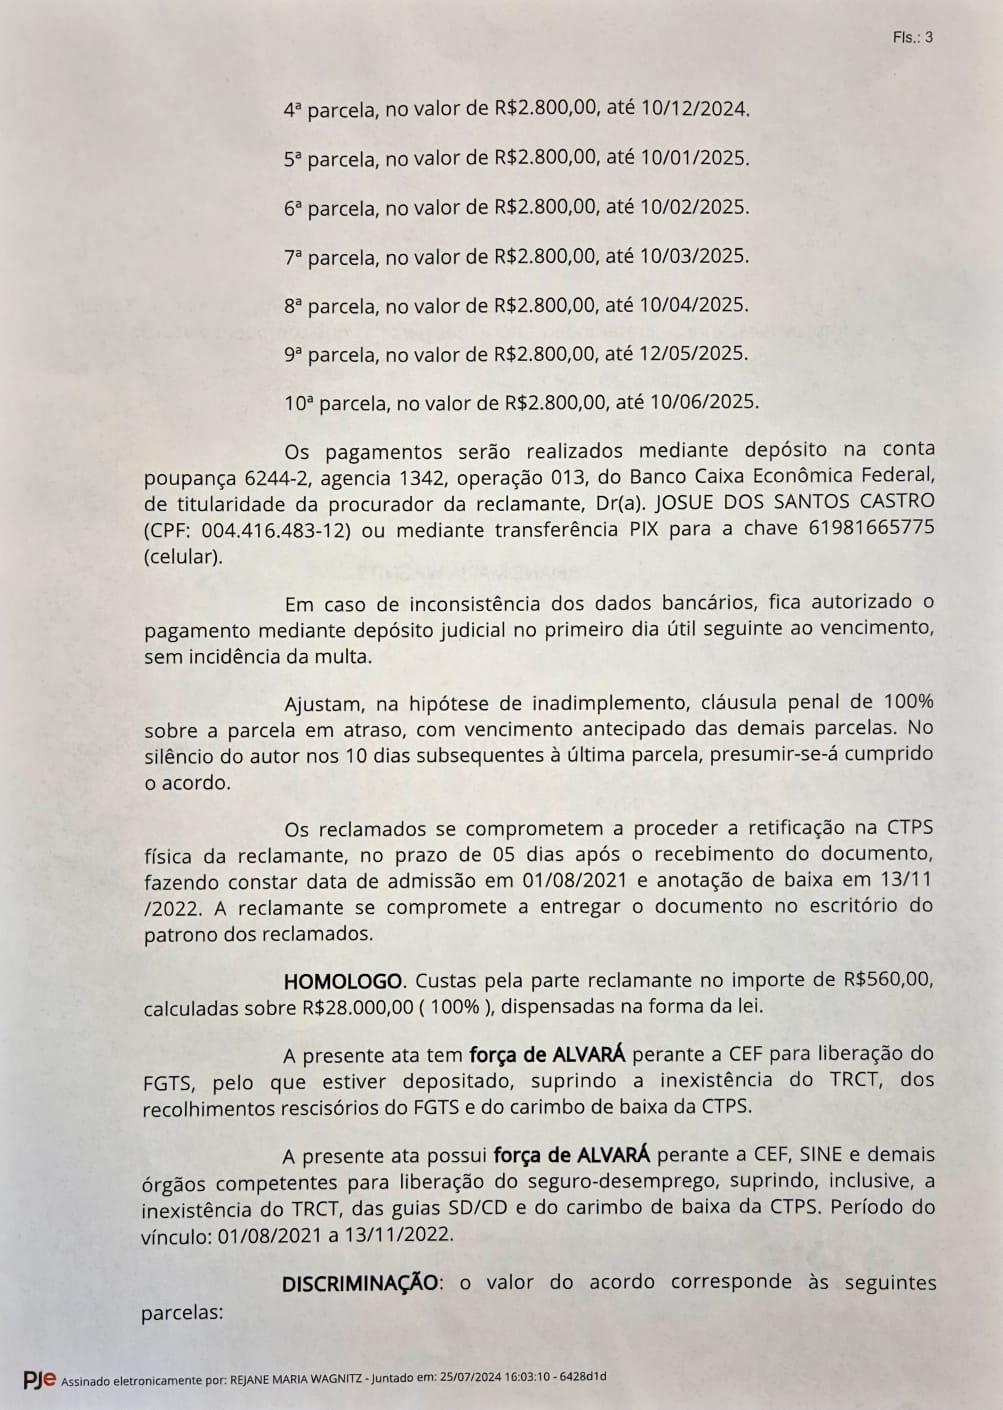 Fls.: 3
4ª parcela, no valor de R$2.800,00, até 10/12/2024.
5ª parcela, no valor de R$2.800,00, até 10/01/2025.
6ª parcela, no valor de R$2.800,00, até 10/02/2025.
7ª parcela, no valor de R$2.800,00, até 10/03/2025.
8ª parcela, no valor de R$2.800,00, até 10/04/2025.
9ª parcela, no valor de R$2.800,00, até 12/05/2025.
10ª parcela, no valor de R$2.800,00, até 10/06/2025.
Os pagamentos serão realizados mediante depósito na conta
poupança 6244-2, agencia 1342, operação 013, do Banco Caixa Econômica Federal,
de titularidade da procurador da reclamante, Dr(a). JOSUE DOS SANTOS CASTRO
(CPF: 004.416.483-12) ou mediante transferência PIX para a chave 61981665775
(celular).
Em caso de inconsistência dos dados bancários, fica autorizado o
pagamento mediante depósito judicial no primeiro dia útil seguinte ao vencimento,
sem incidência da multa.
Ajustam, na hipótese de inadimplemento, cláusula penal de 100%
sobre a parcela em atraso, com vencimento antecipado das demais parcelas. No
silêncio do autor nos 10 dias subsequentes à última parcela, presumir-se-á cumprido
o acordo.
Os reclamados se comprometem a proceder a retificação na CTPS
física da reclamante, no prazo de 05 dias após o recebimento do documento,
fazendo constar data de admissão em 01/08/2021 e anotação de baixa em 13/11
/2022. A reclamante se compromete a entregar o documento no escritório do
patrono dos reclamados.
HOMOLOGO. Custas pela parte reclamante no importe de R$560,00,
calculadas sobre R$28.000,00 ( 100% ), dispensadas na forma da lei.
A presente ata tem força de ALVARÁ perante a CEF para liberação do
FGTS, pelo que estiver depositado, suprindo a inexistência do TRCT, dos
recolhimentos rescisórios do FGTS e do carimbo de baixa da CTPS.
A presente ata possui força de ALVARÁ perante a CEF, SINE e demais
órgãos competentes para liberação do seguro-desemprego, suprindo, inclusive, a
inexistência do TRCT, das guias SD/CD e do carimbo de baixa da CTPS. Período do
vínculo: 01/08/2021 a 13/11/2022.
DISCRIMINAÇÃO: o valor do acordo corresponde às seguintes
parcelas:
PJe Assinado eletronicamente por: REJANE MARIA WAGNITZ - Juntado em: 25/07/2024 16:03:10 - 6428d1d